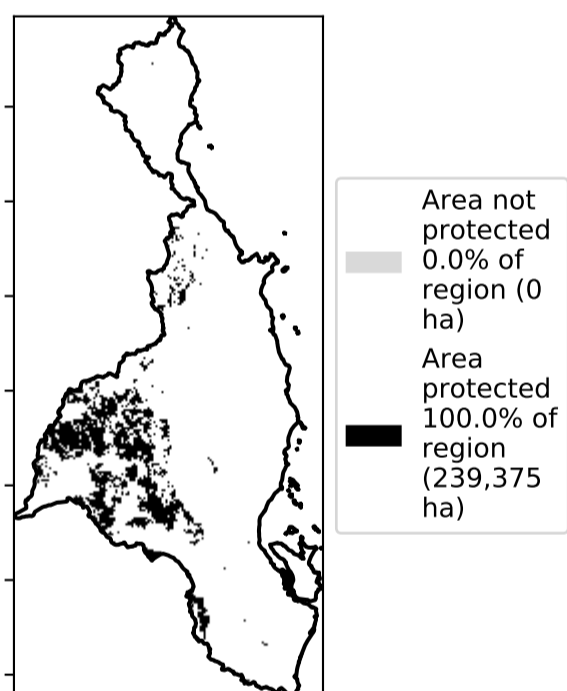 Area not
protected
0.0% of
region (0
ha)
Area
protected
100.0% of
region
(239,375
ha)